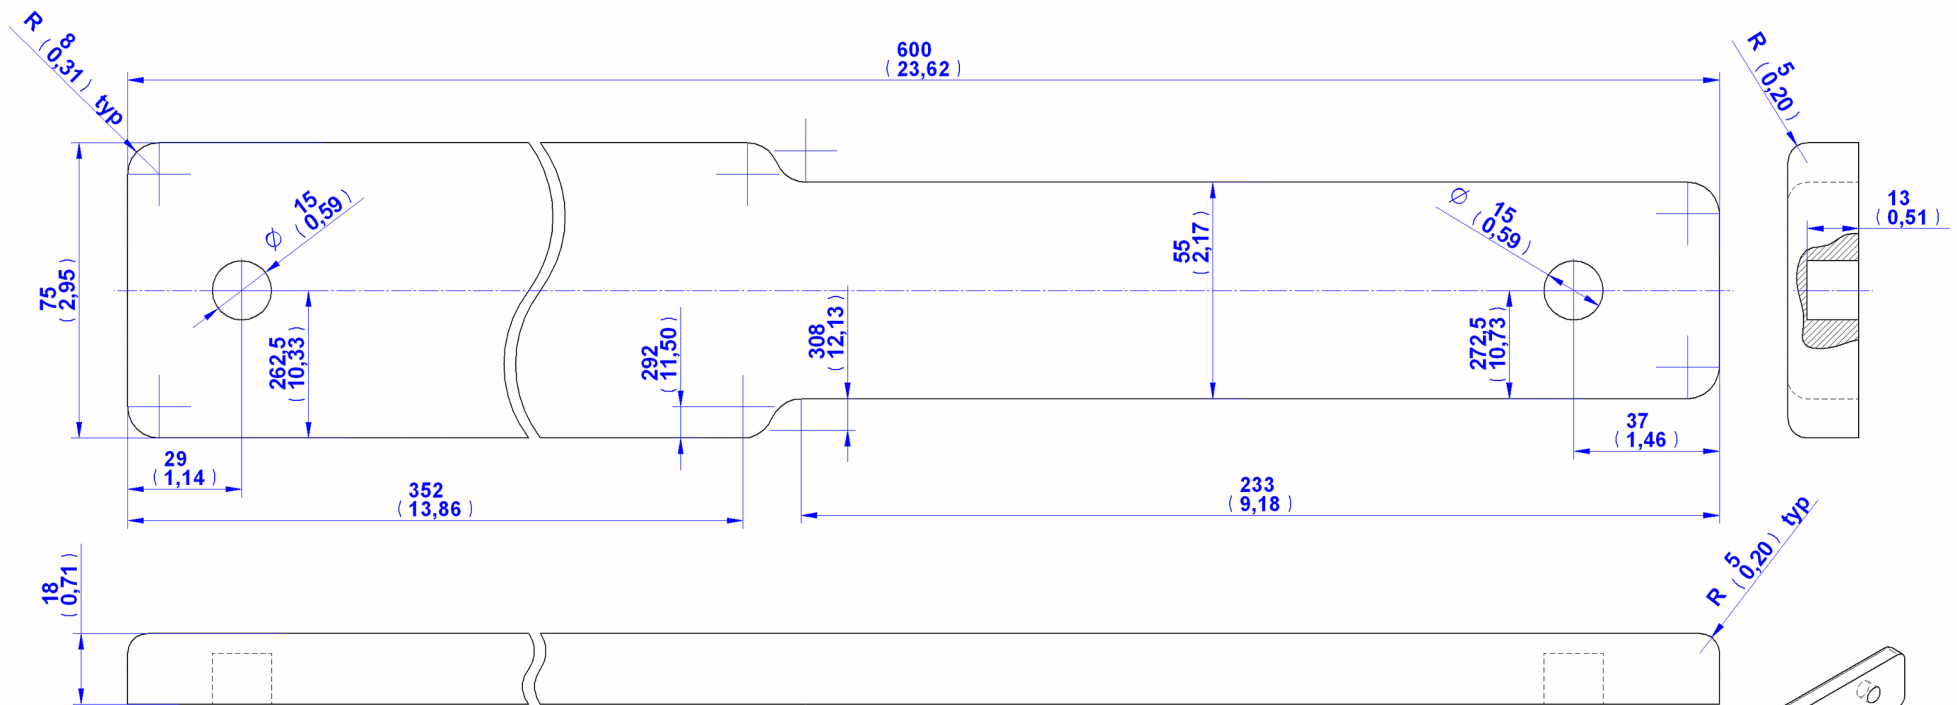 R 8
( 0,31 ) typ
600
( 23,62 )
R 5
( 0,20 )
Ø 15
( 0,59 )
Ø 15
( 0,59 )
13
( 0,51 )
75
( 2,95 )
55
( 2,17 )
262,5
( 10,33 )
292
( 11,50 )
308
( 12,13 )
272,5
( 10,73 )
29
( 1,14 )
37
( 1,46 )
352
( 13,86 )
233
( 9,18 )
18
( 0,71 )
R 5
( 0,20 ) typ